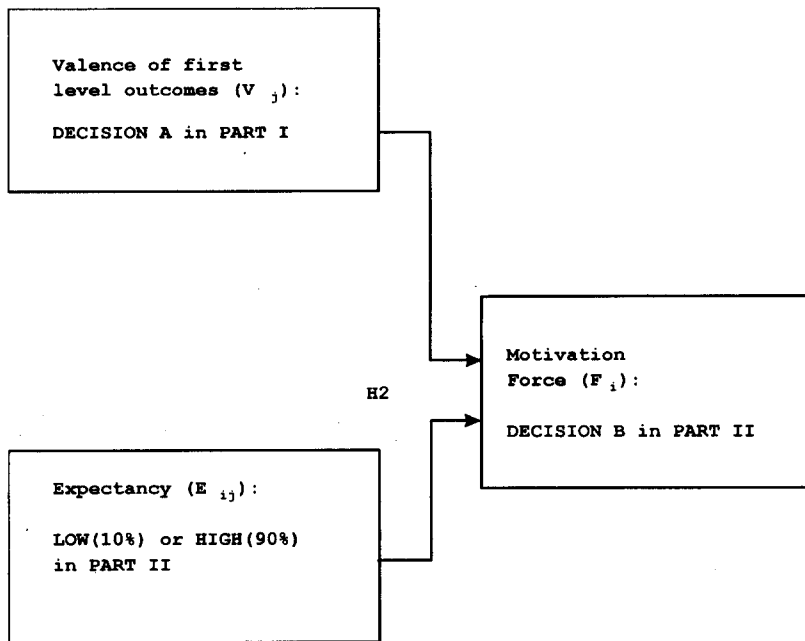 Valence of first
level outcomes (V j):
DECISION A in PART I
Motivation
Force (F i):
DECISION B in PART II
H2
Expectancy (E ij):
LOW(10%) or HIGH(90%)
in PART II